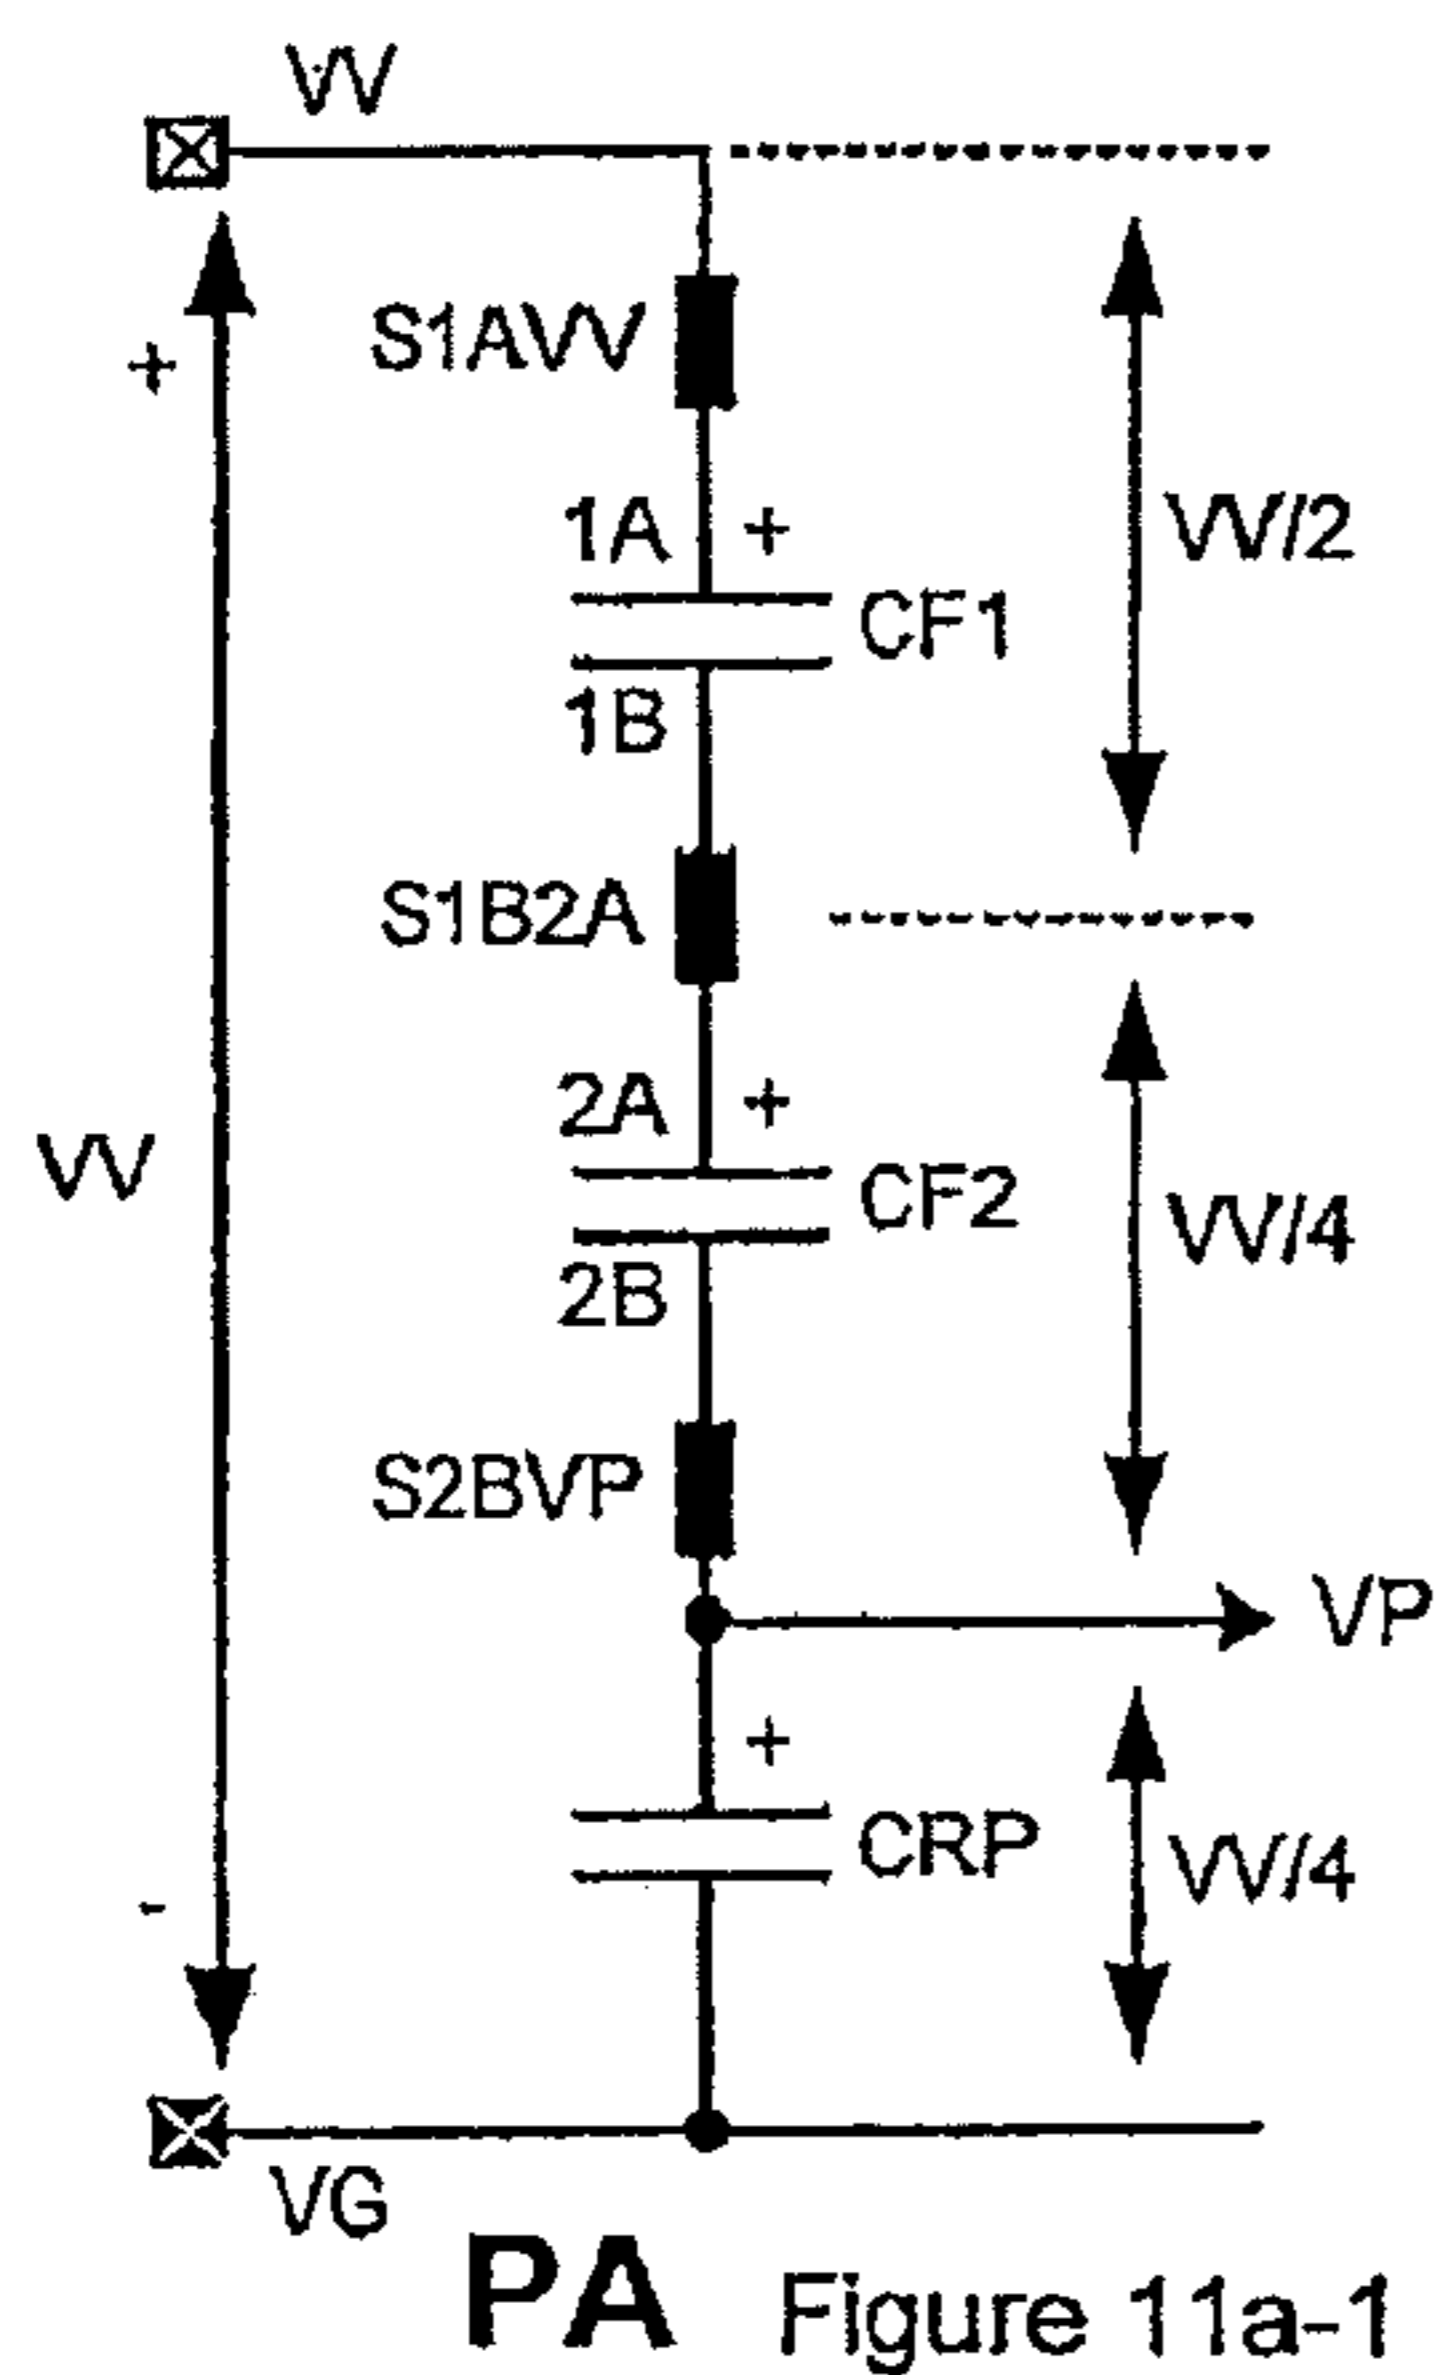 VV
+
S1AVV
1A +
CF1
VV/2
1B
S1B2A
2A +
VV
CF2
VV/4
2B
S2BVP
VP
+
CRP
VV/4
-
VG
PA Figure 11a-1